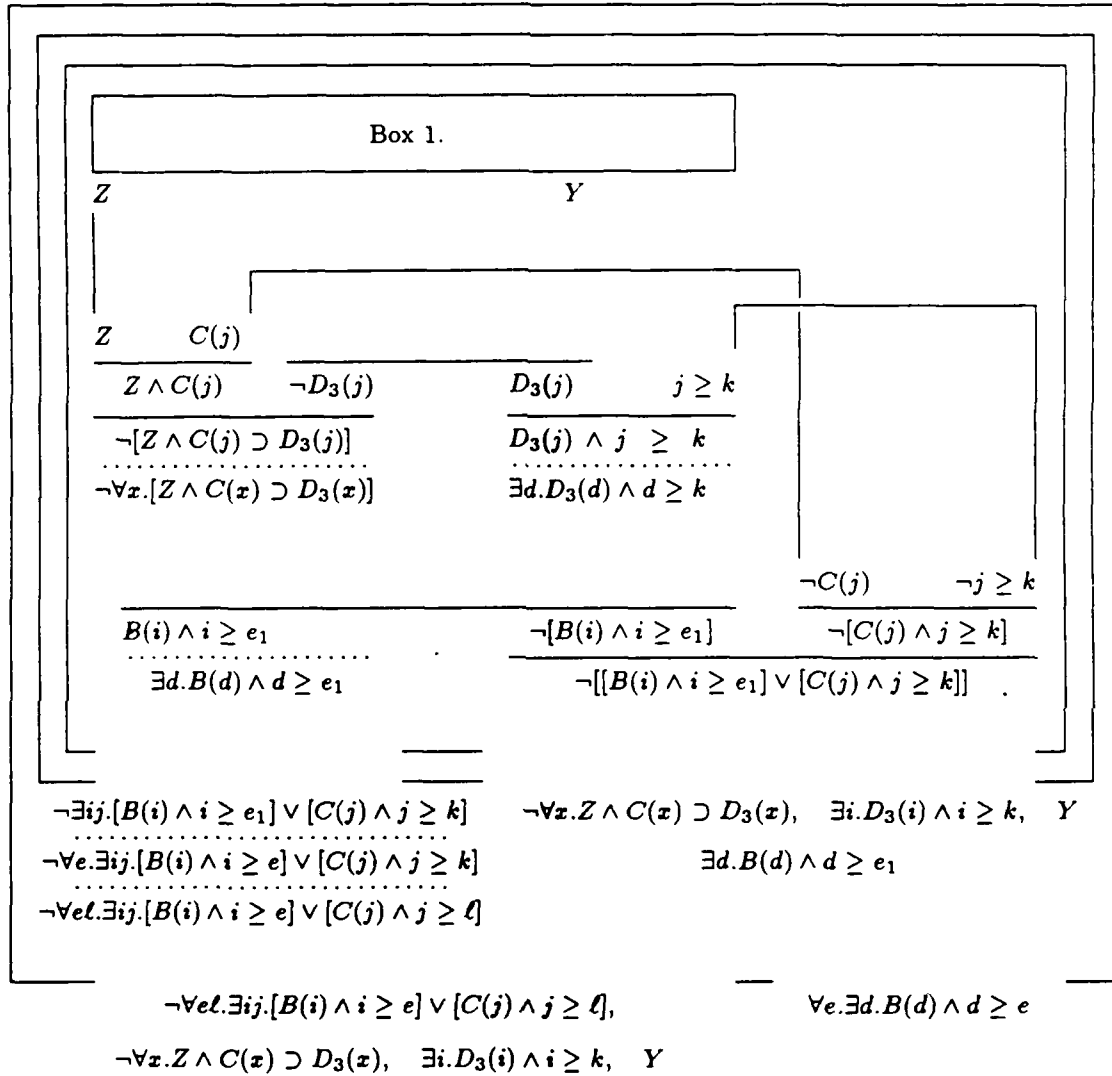 Box 1.
Z Y
Z C(j)
Z ∧ C(j) ¬D₃(j) D₃(j) j ≥ k
¬[Z ∧ C(j) ⊃ D₃(j)] D₃(j) ∧ j ≥ k
¬∀x.[Z ∧ C(x) ⊃ D₃(x)] ∃d.D₃(d) ∧ d ≥ k
¬C(j) ¬j ≥ k
B(i) ∧ i ≥ e₁ ¬[B(i) ∧ i ≥ e₁] ¬[C(j) ∧ j ≥ k]
∃d.B(d) ∧ d ≥ e₁ ¬[[B(i) ∧ i ≥ e₁] ∨ [C(j) ∧ j ≥ k]]
¬∃ij.[B(i) ∧ i ≥ e₁] ∨ [C(j) ∧ j ≥ k] ¬∀x.Z ∧ C(x) ⊃ D₃(x), ∃i.D₃(i) ∧ i ≥ k, Y
¬∀e.∃ij.[B(i) ∧ i ≥ e] ∨ [C(j) ∧ j ≥ k] ∃d.B(d) ∧ d ≥ e₁
¬∀eℓ.∃ij.[B(i) ∧ i ≥ e] ∨ [C(j) ∧ j ≥ ℓ]
¬∀eℓ.∃ij.[B(i) ∧ i ≥ e] ∨ [C(j) ∧ j ≥ ℓ], ∀e.∃d.B(d) ∧ d ≥ e
¬∀x.Z ∧ C(x) ⊃ D₃(x), ∃i.D₃(i) ∧ i ≥ k, Y